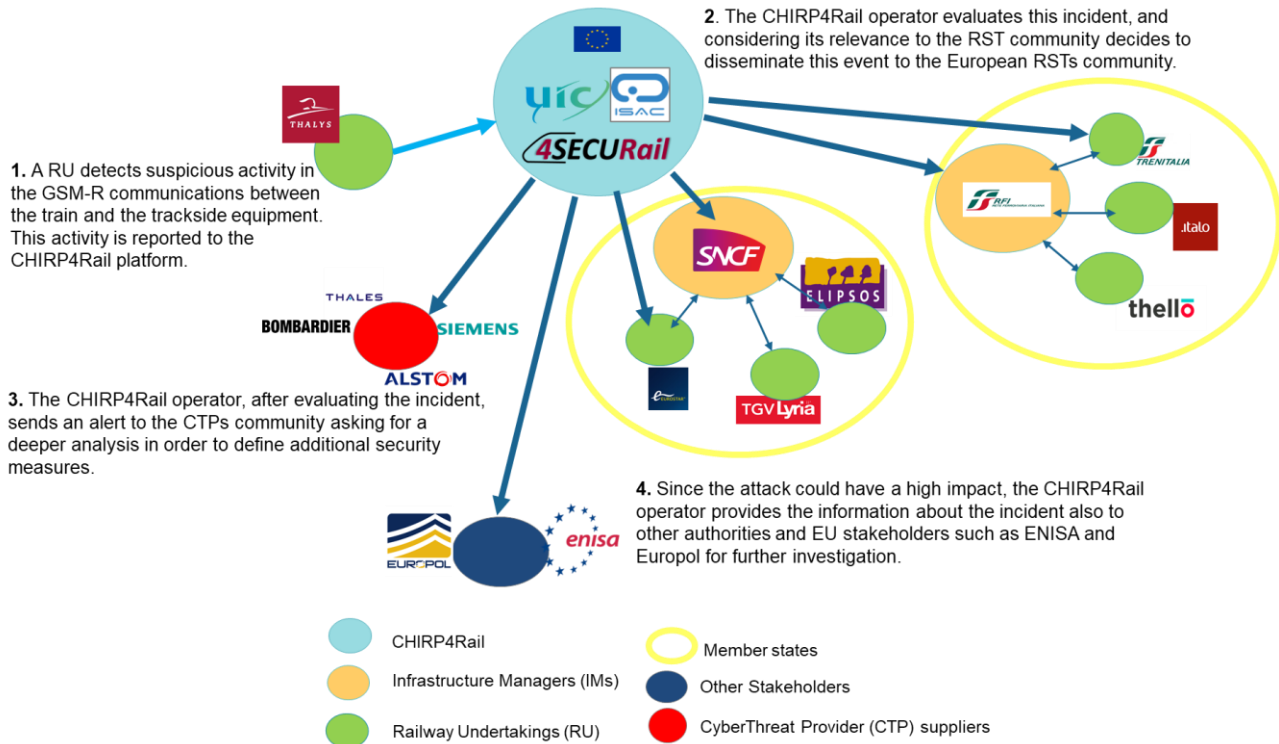 2. The CHIRP4Rail operator evaluates this incident, and
considering its relevance to the RST community decides to
disseminate this event to the European RSTs community.
uic
ISAC
4SECURail
THALYS
1. A RU detects suspicious activity in
the GSM-R communications between
the train and the trackside equipment.
This activity is reported to the
CHIRP4Rail platform.
TRENITALIA
RFI
.italo
thello
SNCF
ELIPSOS
EUROSTAR
TGV Lyria
THALES
BOMBARDIER
SIEMENS
ALSTOM
3. The CHIRP4Rail operator, after evaluating the incident,
sends an alert to the CTPs community asking for a
deeper analysis in order to define additional security
measures.
4. Since the attack could have a high impact, the CHIRP4Rail
operator provides the information about the incident also to
other authorities and EU stakeholders such as ENISA and
Europol for further investigation.
EUROPOL
enisa
CHIRP4Rail
Infrastructure Managers (IMs)
Railway Undertakings (RU)
Member states
Other Stakeholders
CyberThreat Provider (CTP) suppliers